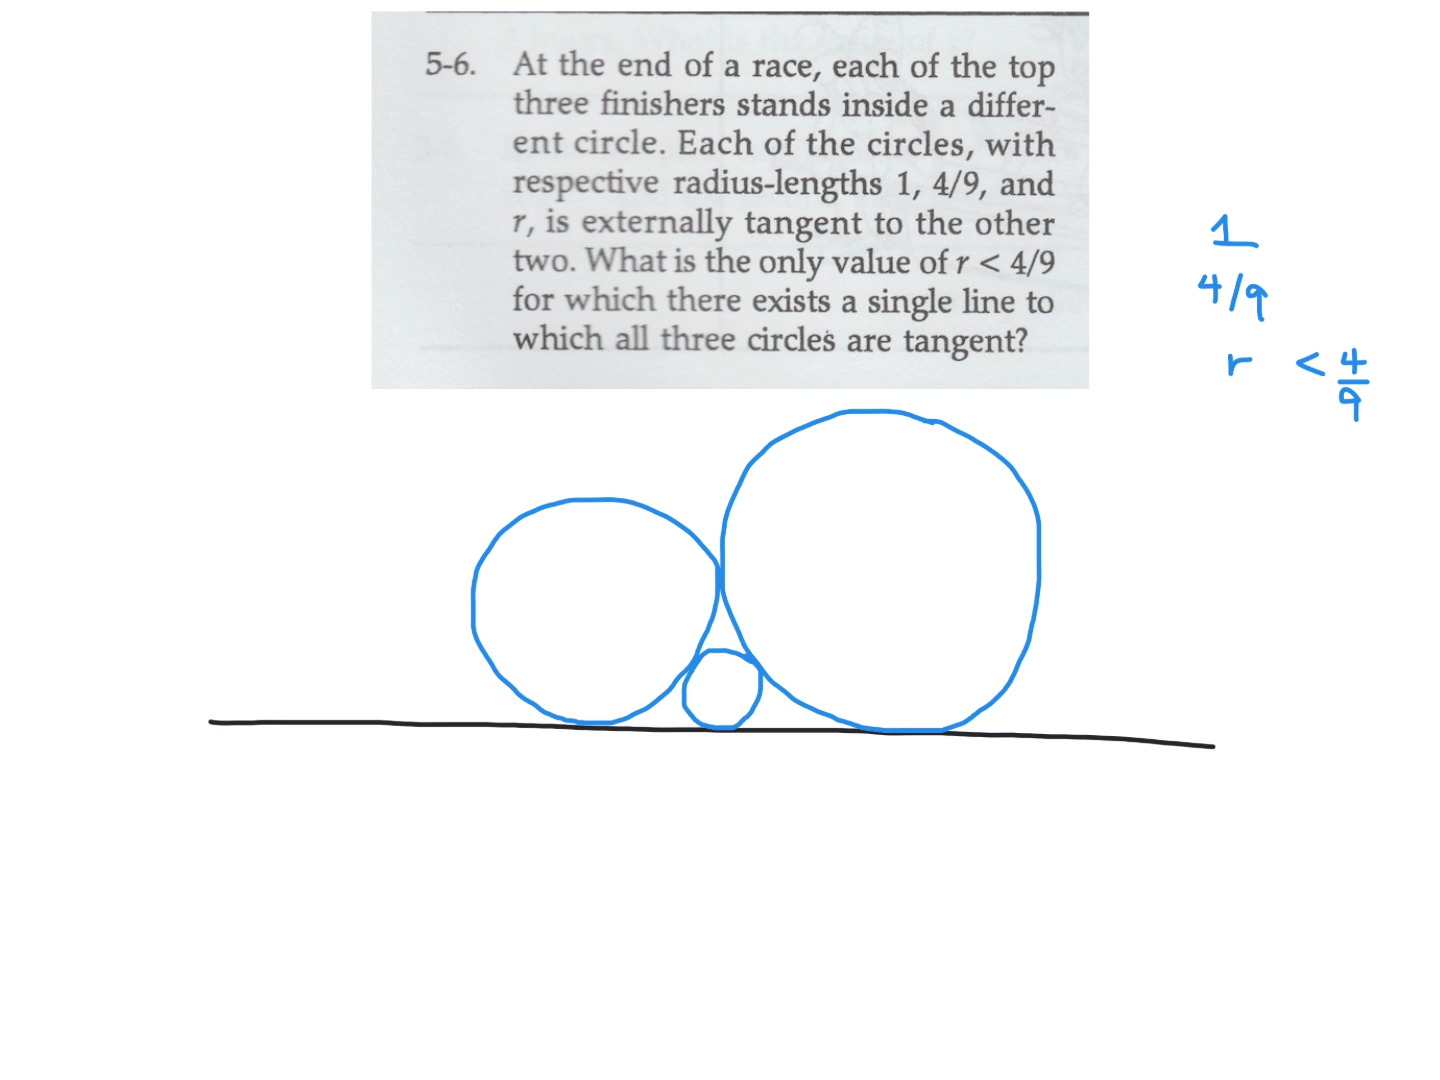 5-6. At the end of a race, each of the top
three finishers stands inside a differ-
ent circle. Each of the circles, with
respective radius-lengths 1, 4/9, and
r, is externally tangent to the other
two. What is the only value of r < 4/9
for which there exists a single line to
which all three circles are tangent?
1
4/9
r < 4/9